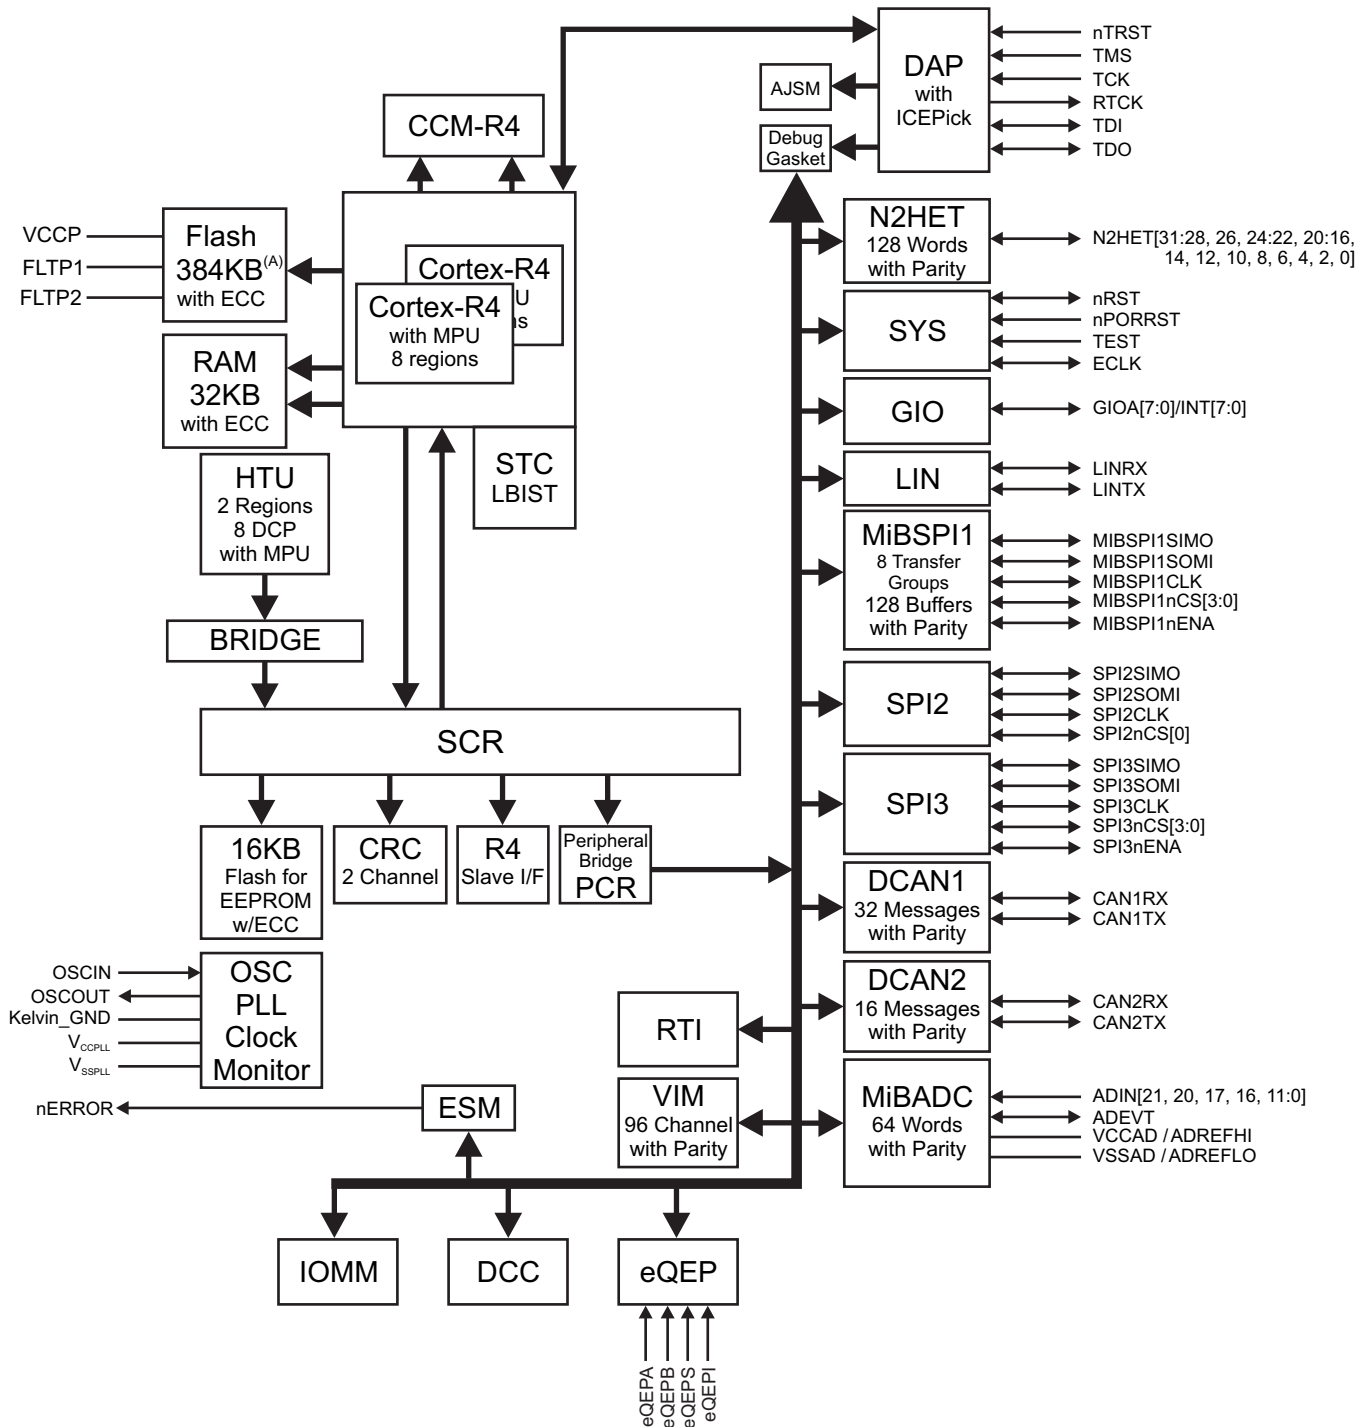 nTRST
TMS
TCK
RTCK
TDI
TDO
DAP
with
ICEPick
AJSM
Debug
Gasket
CCM-R4
VCCP
FLTP1
FLTP2
Flash
384KB(A)
with ECC
Cortex-R4
U
ns
Cortex-R4
with MPU
8 regions
RAM
32KB
with ECC
STC
LBIST
HTU
2 Regions
8 DCP
with MPU
BRIDGE
SCR
16KB
Flash for
EEPROM
w/ECC
CRC
2 Channel
R4
Slave I/F
Peripheral
Bridge
PCR
OSCIN
OSCOUT
Kelvin_GND
VCCPLL
VSSPLL
OSC
PLL
Clock
Monitor
nERROR
ESM
RTI
VIM
96 Channel
with Parity
IOMM
DCC
eQEP
eQEPA
eQEPB
eQEPS
eQEPI
N2HET
128 Words
with Parity
N2HET[31:28, 26, 24:22, 20:16,
14, 12, 10, 8, 6, 4, 2, 0]
SYS
nRST
nPORRST
TEST
ECLK
GIO
GIOA[7:0]/INT[7:0]
LIN
LINRX
LINTX
MiBSPI1
8 Transfer
Groups
128 Buffers
with Parity
MIBSPI1SIMO
MIBSPI1SOMI
MIBSPI1CLK
MIBSPI1nCS[3:0]
MIBSPI1nENA
SPI2
SPI2SIMO
SPI2SOMI
SPI2CLK
SPI2nCS[0]
SPI3
SPI3SIMO
SPI3SOMI
SPI3CLK
SPI3nCS[3:0]
SPI3nENA
DCAN1
32 Messages
with Parity
CAN1RX
CAN1TX
DCAN2
16 Messages
with Parity
CAN2RX
CAN2TX
MiBADC
64 Words
with Parity
ADIN[21, 20, 17, 16, 11:0]
ADEVT
VCCAD / ADREFHI
VSSAD / ADREFLO